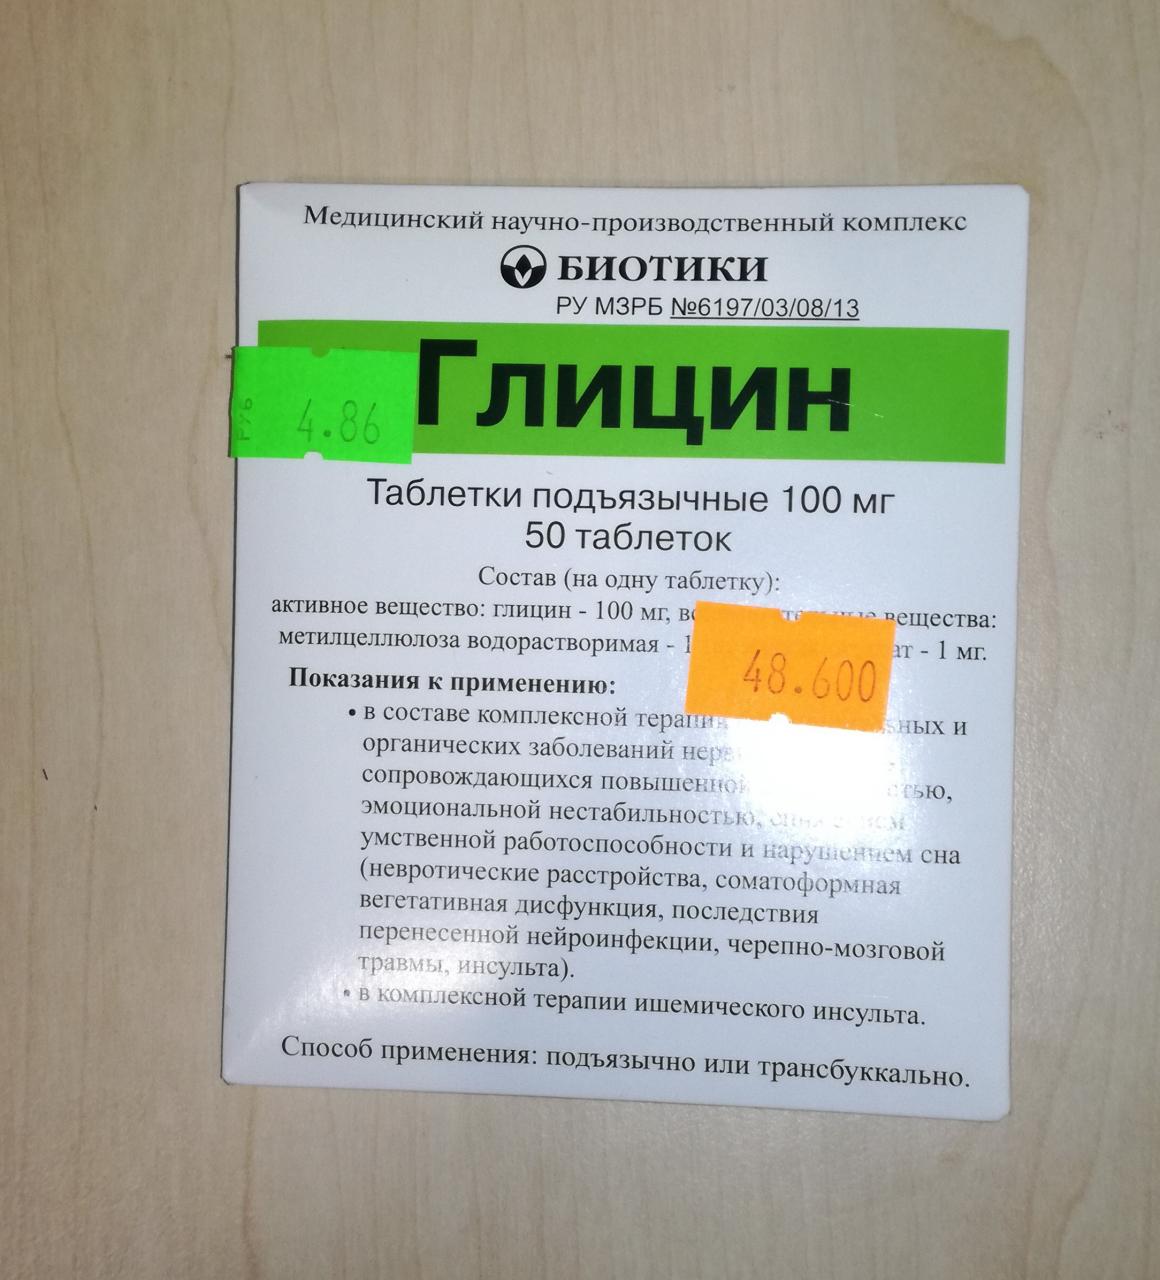 Медицинский научно-производственный комплекс
БИОТИКИ
РУ МЗРБ №6197/03/08/13
Глицин
РУБ 4.86
Таблетки подъязычные 100 мг
50 таблеток
Состав (на одну таблетку):
активное вещество: глицин - 100 мг, вещества:
метилцеллюлоза водорастворимая - 1 мг.
48.600
Показания к применению:
• в составе комплексной и
органических заболеваний
сопровождающихся повышенной
эмоциональной нестабильностью,
умственной работоспособности и нарушением сна
(невротические расстройства, соматоформная
вегетативная дисфункция, последствия
перенесенной нейроинфекции, черепно-мозговой
травмы, инсульта).
• в комплексной терапии ишемического инсульта.
Способ применения: подъязычно или трансбуккально.